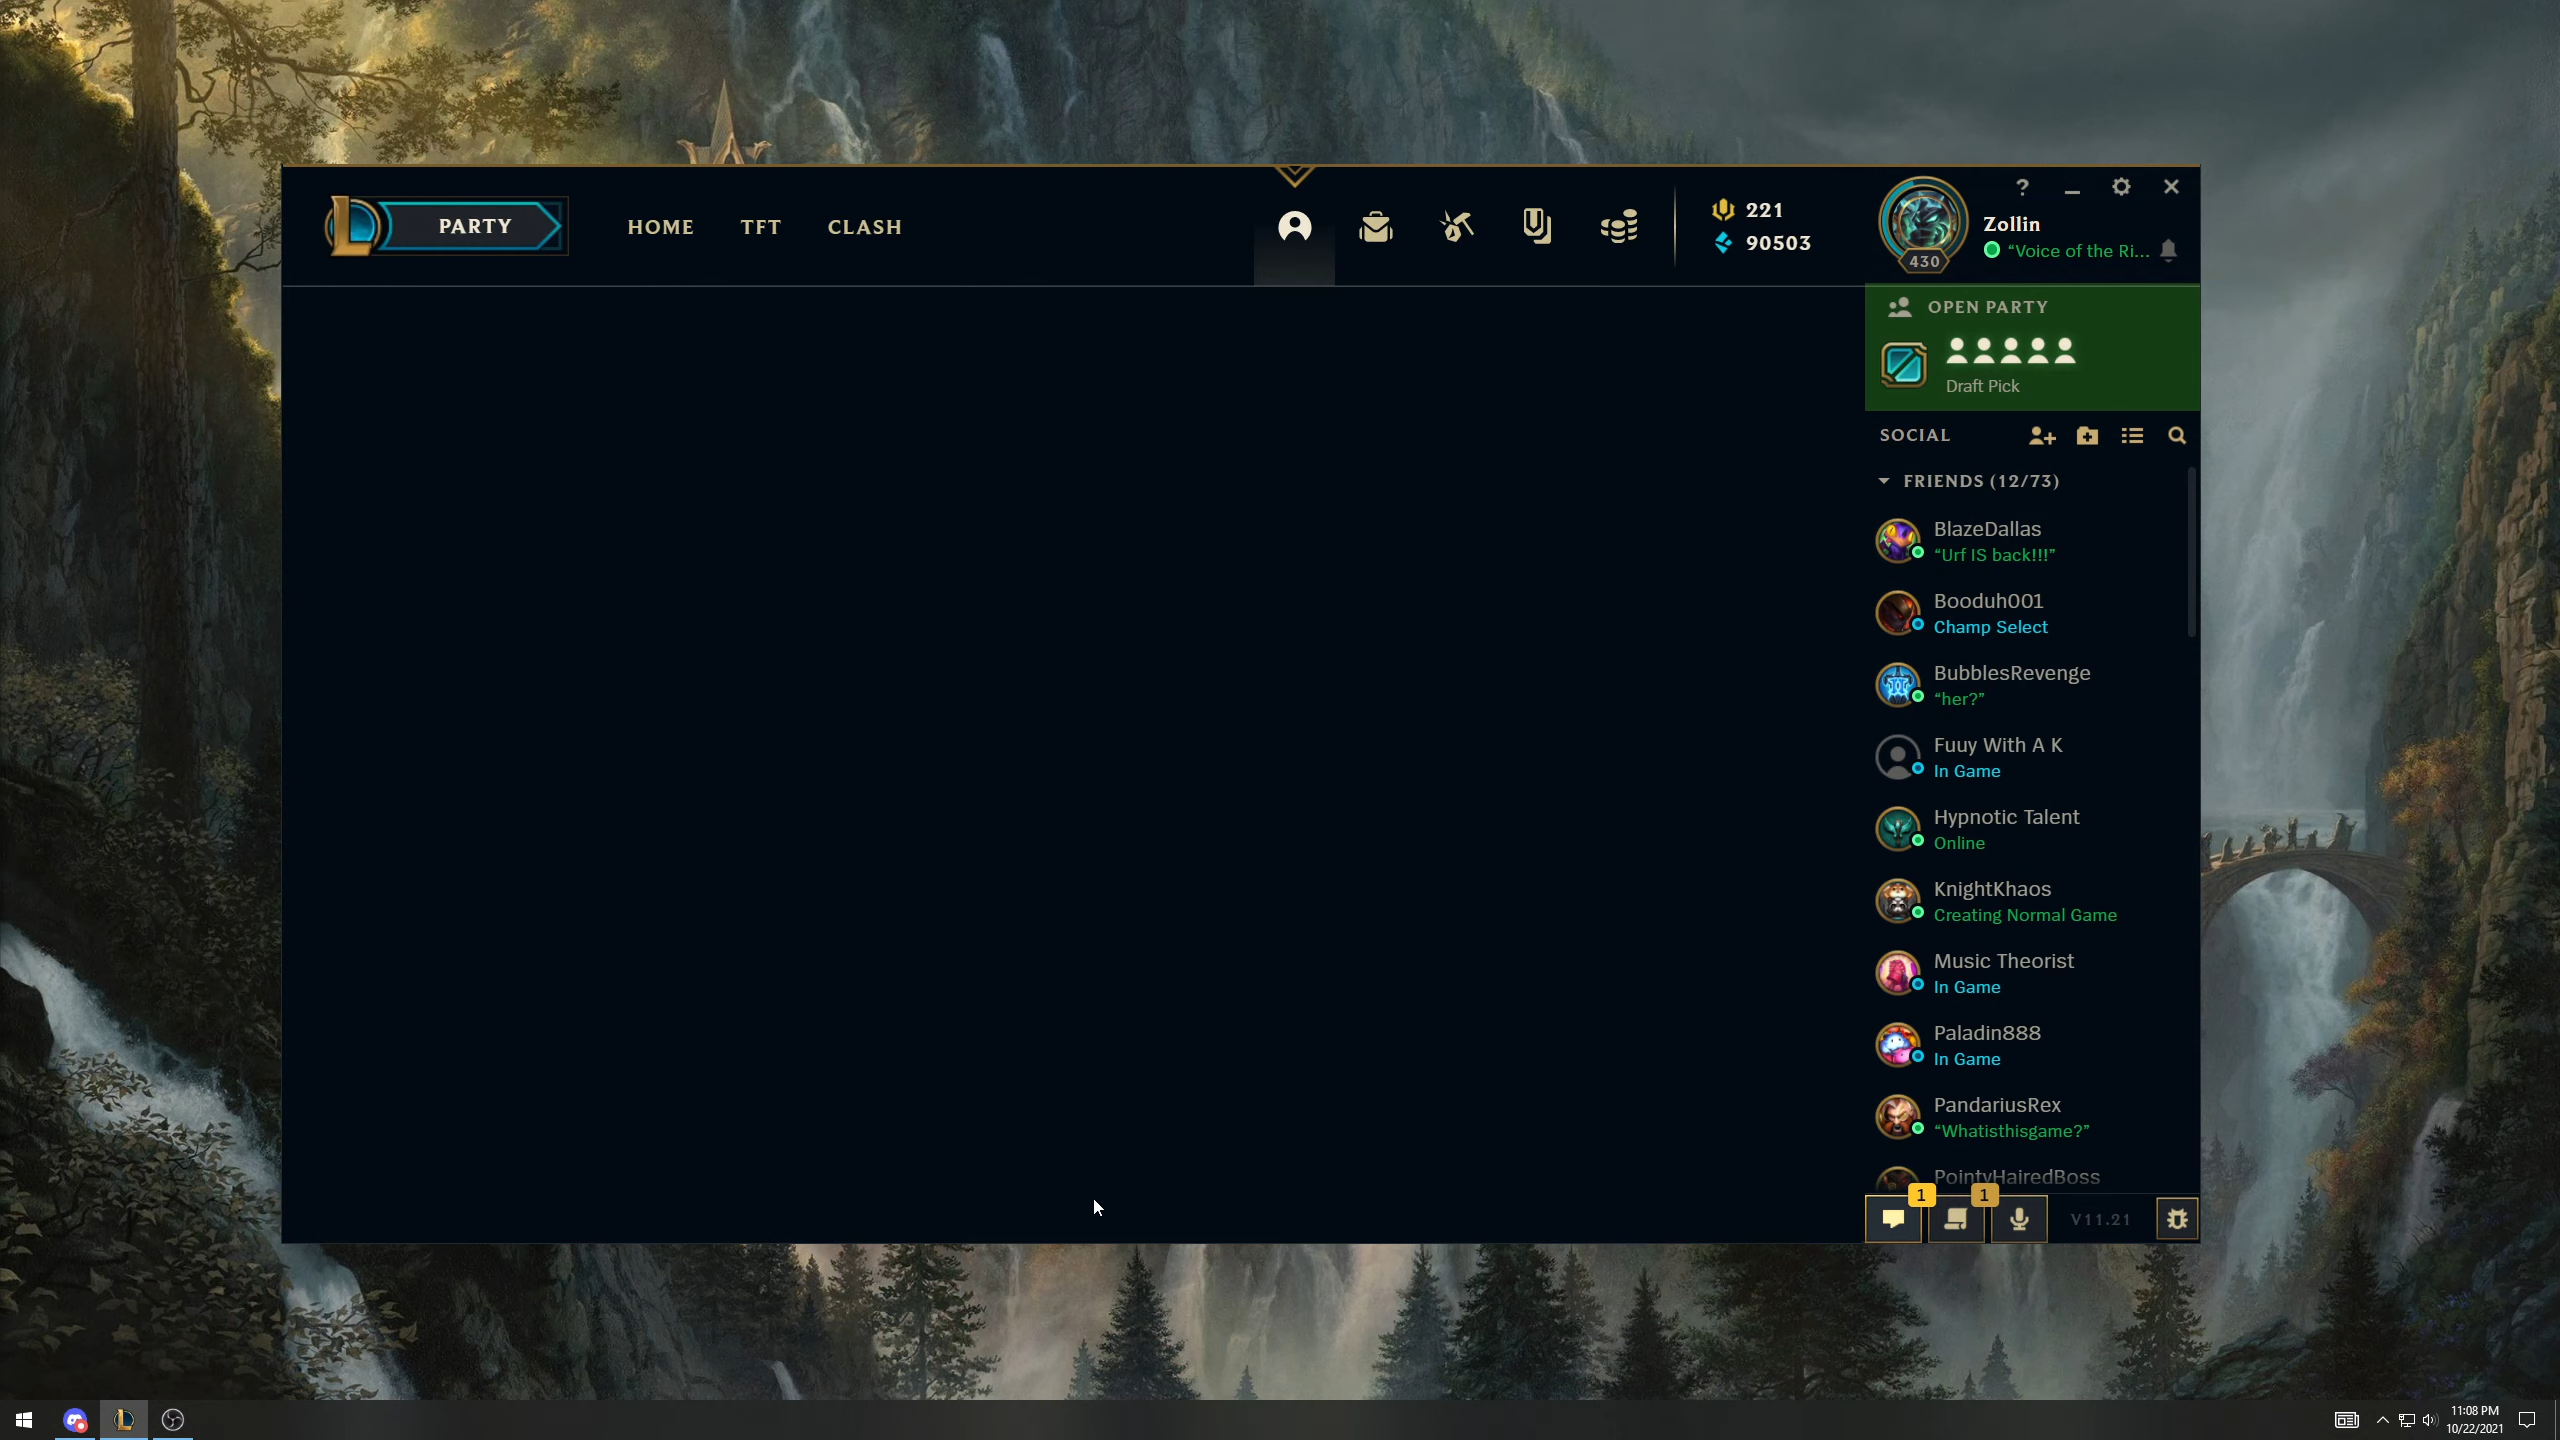 PARTY
HOME
TFT
CLASH
221
90503
430
Zollin
“Voice of the Ri...
OPEN PARTY
Draft Pick
SOCIAL
FRIENDS (12/73)
BlazeDallas
“Urf IS back!!!”
Booduh001
Champ Select
BubblesRevenge
“her?”
Fuuy With A K
In Game
Hypnotic Talent
Online
KnightKhaos
Creating Normal Game
Music Theorist
In Game
Paladin888
In Game
PandariusRex
“Whatisthisgame?”
PointyHairedBoss
1
1
V11.21
11:08 PM
10/22/2021